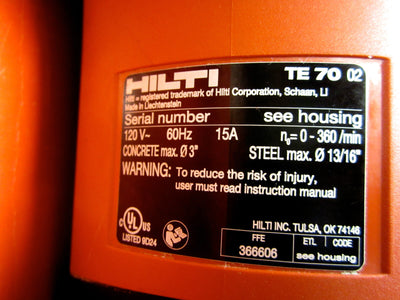 HILTI TE 70 02
Hilti = registered trademark of Hilti Corporation, Schaan, LI
Made in Liechtenstein
Serial number see housing
120 V~ 60Hz 15A n₀= 0 - 360 /min
CONCRETE max. Ø 3" STEEL max. Ø 13/16"
WARNING: To reduce the risk of injury,
user must read instruction manual
C UL US
LISTED 9D24
HILTI INC. TULSA, OK 74146
FFE ETL CODE
366606 see housing